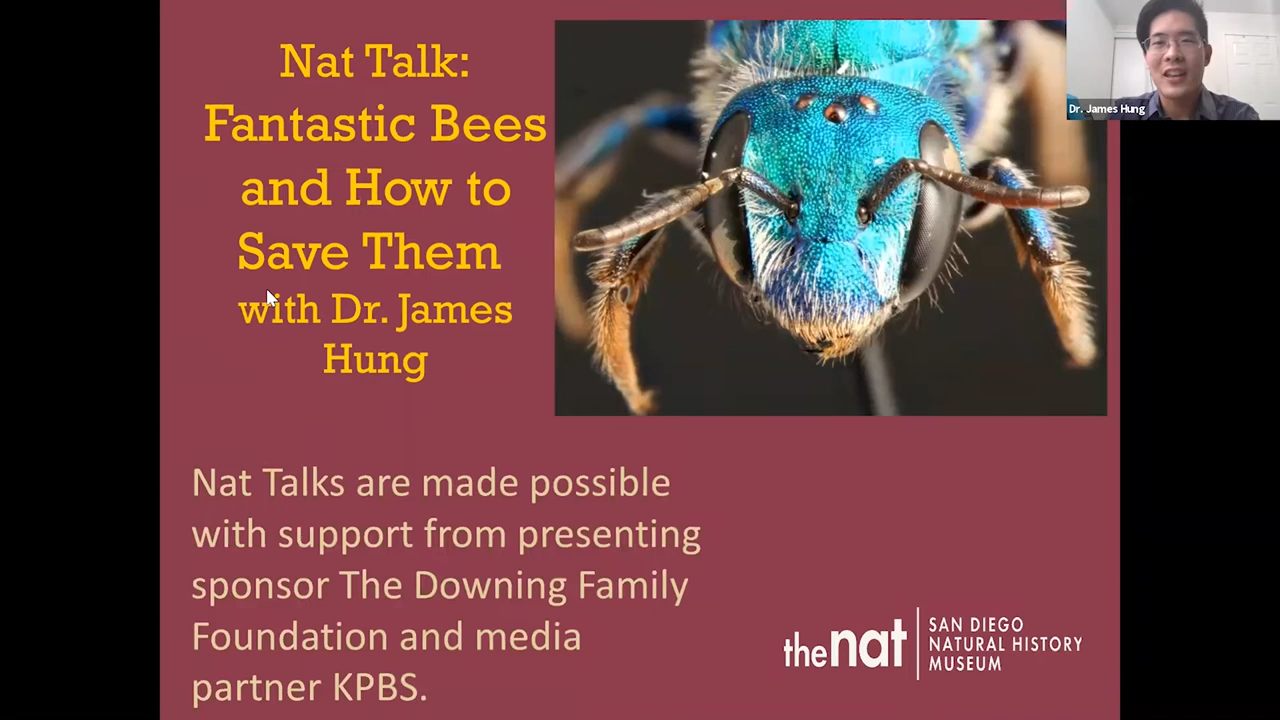 Nat Talk:
Fantastic Bees
and How to
Save Them
with Dr. James
Hung
Dr. James Hung
Nat Talks are made possible
with support from presenting
sponsor The Downing Family
Foundation and media
partner KPBS.
thenat
SAN DIEGO
NATURAL HISTORY
MUSEUM